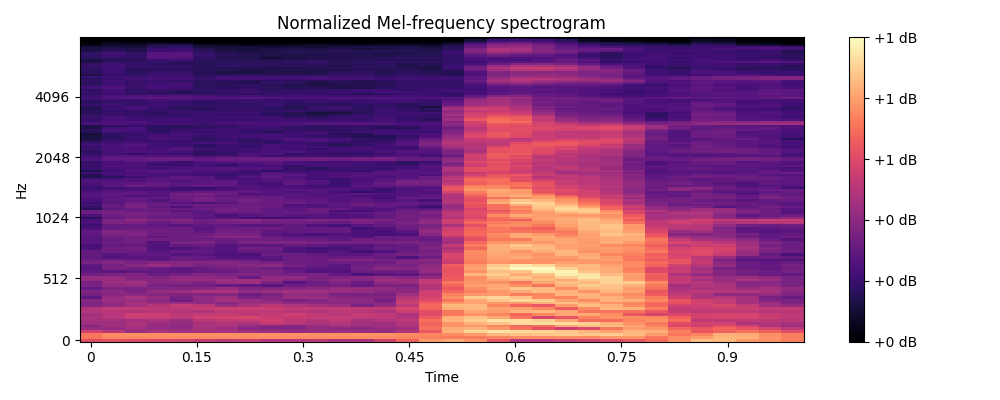 Normalized Mel-frequency spectrogram
Hz
4096
2048
1024
512
0
0 0.15 0.3 0.45 0.6 0.75 0.9
Time
+1 dB
+1 dB
+1 dB
+0 dB
+0 dB
+0 dB